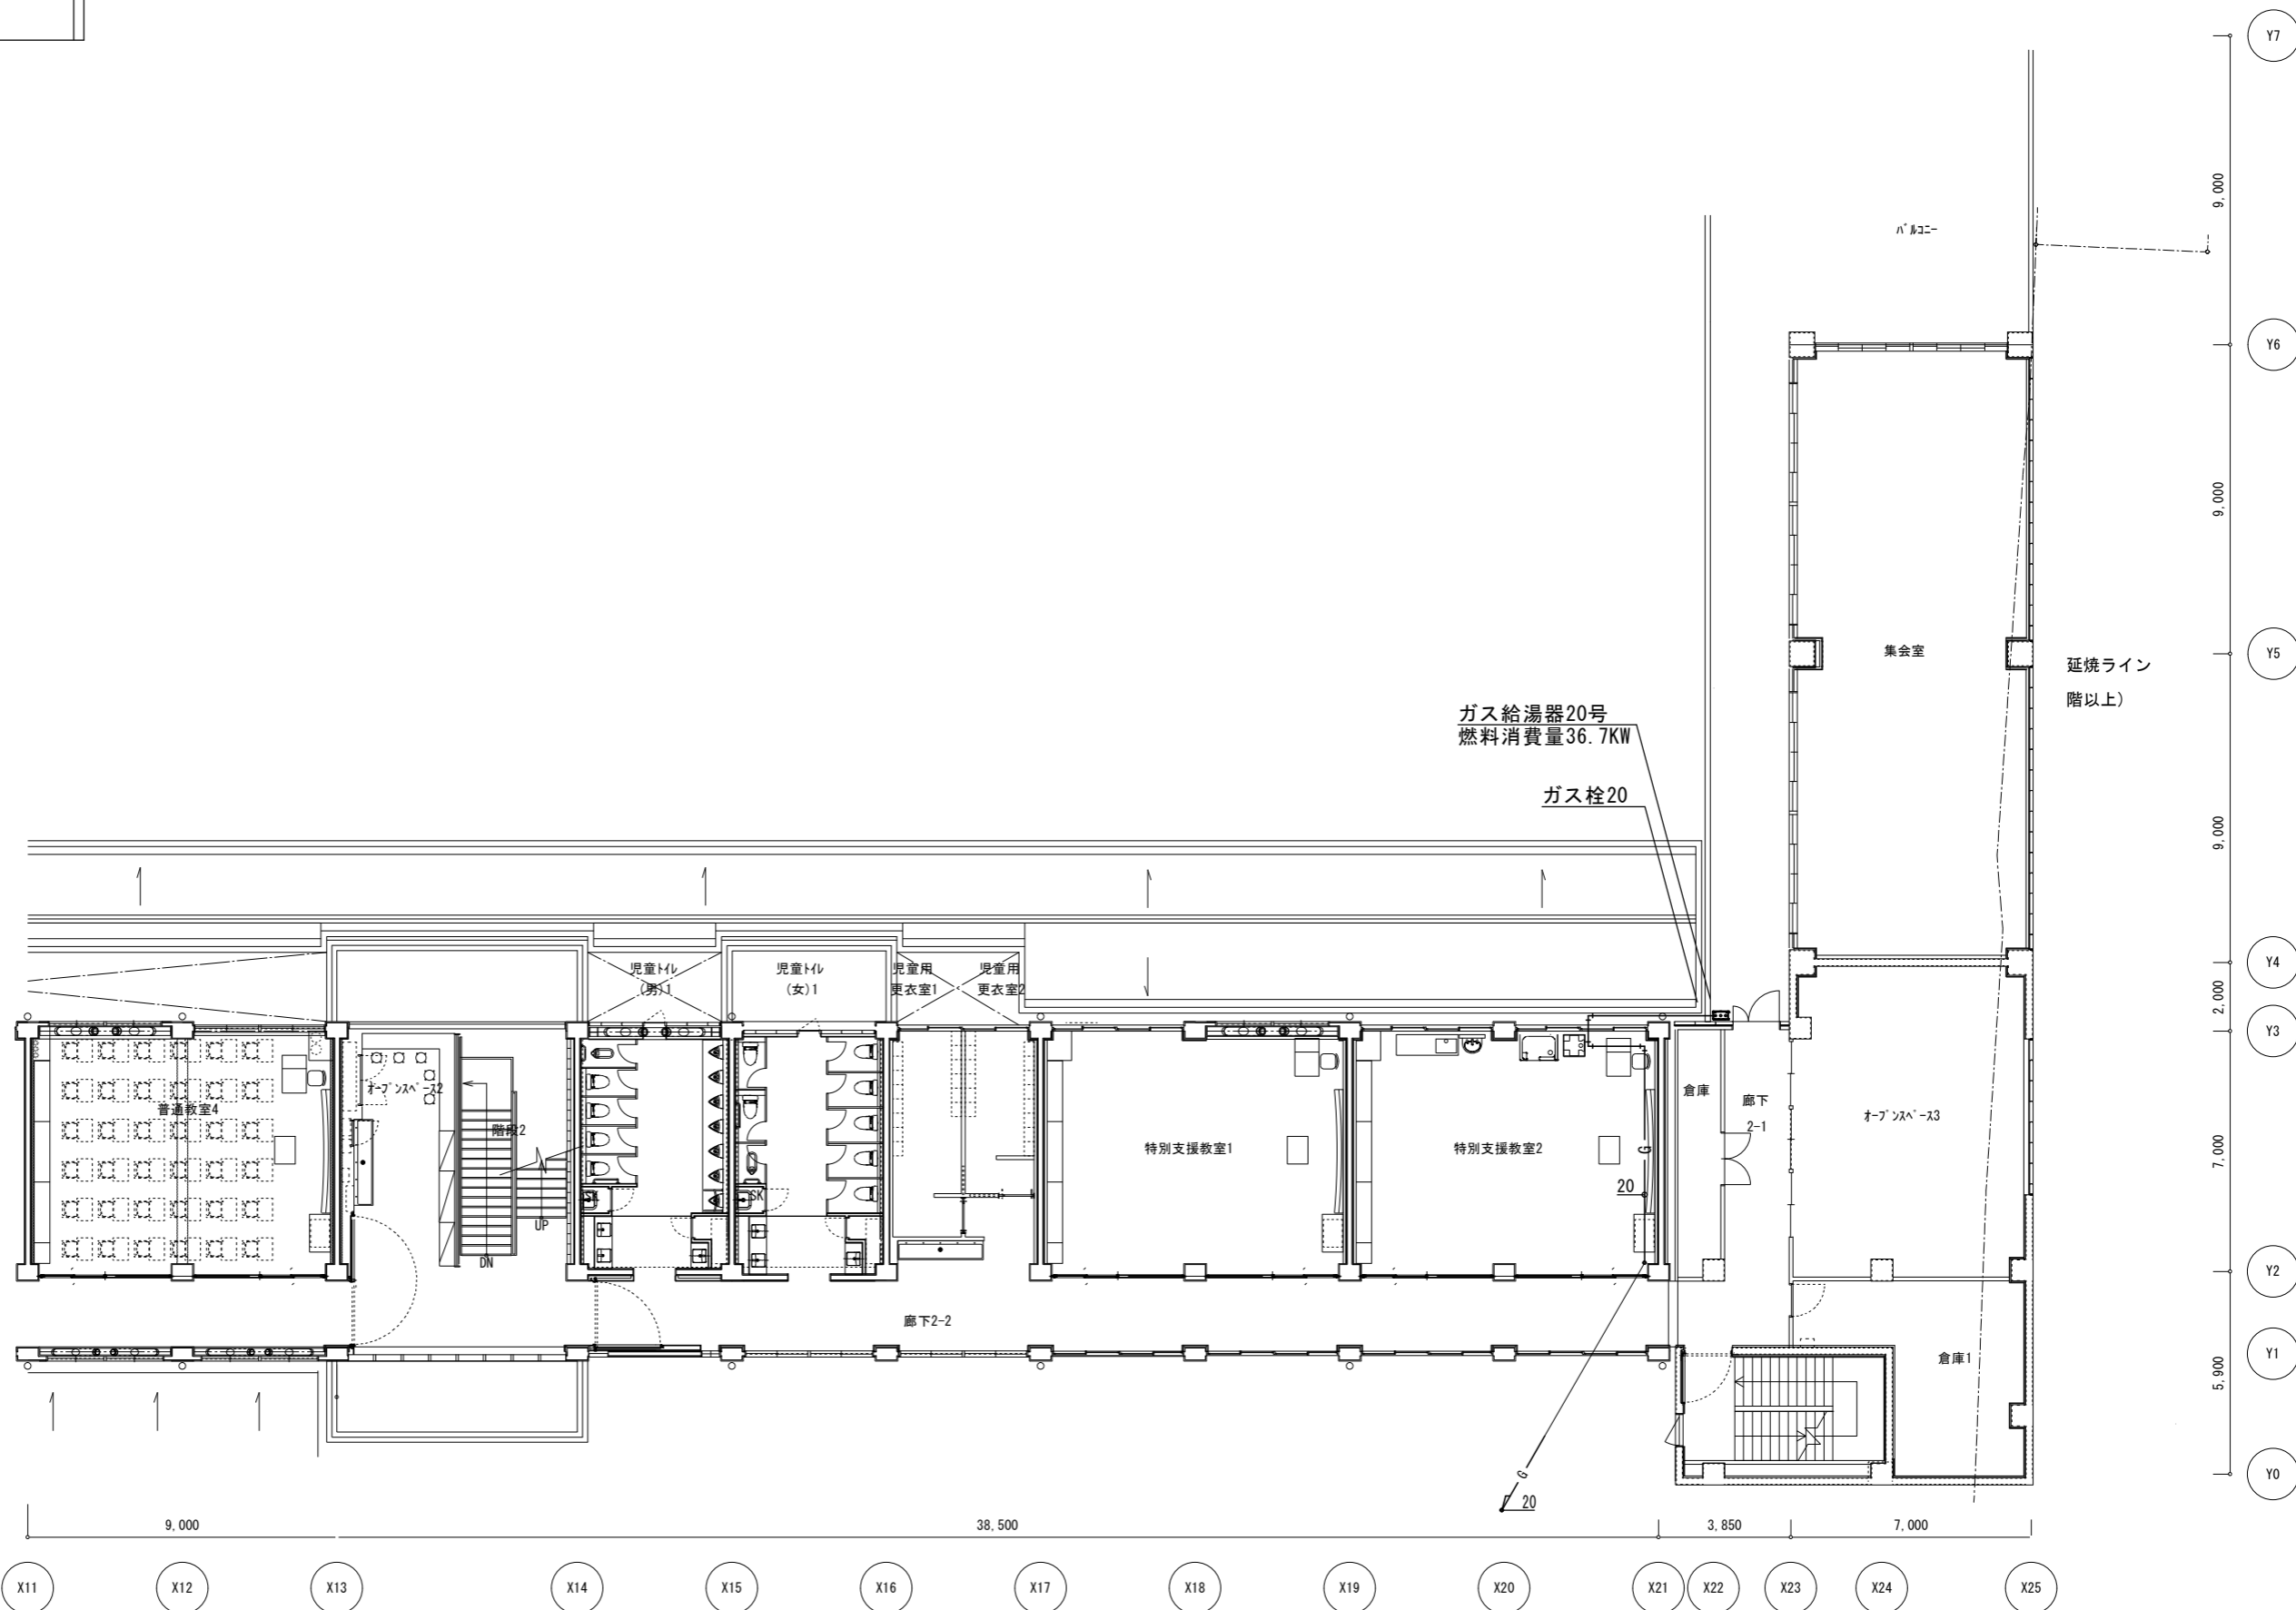 Y7
9,000
ﾊﾞﾙｺﾆｰ
Y6
9,000
集会室
Y5
延焼ライン
階以上)
ガス給湯器20号
燃料消費量36.7KW
ガス栓20
9,000
Y4
児童ﾄｲﾚ
(男)1
児童ﾄｲﾚ
(女)1
児童用
更衣室1
児童用
更衣室2
2,000
Y3
ｵｰﾌﾟﾝｽﾍﾟｰｽ2
普通教室4
階段2
特別支援教室1
特別支援教室2
G
20
倉庫
廊下
2-1
ｵｰﾌﾟﾝｽﾍﾟｰｽ3
7,000
SK
SK
UP
DN
Y2
廊下2-2
倉庫1
Y1
5,900
G
20
Y0
9,000
38,500
3,850
7,000
X11
X12
X13
X14
X15
X16
X17
X18
X19
X20
X21
X22
X23
X24
X25